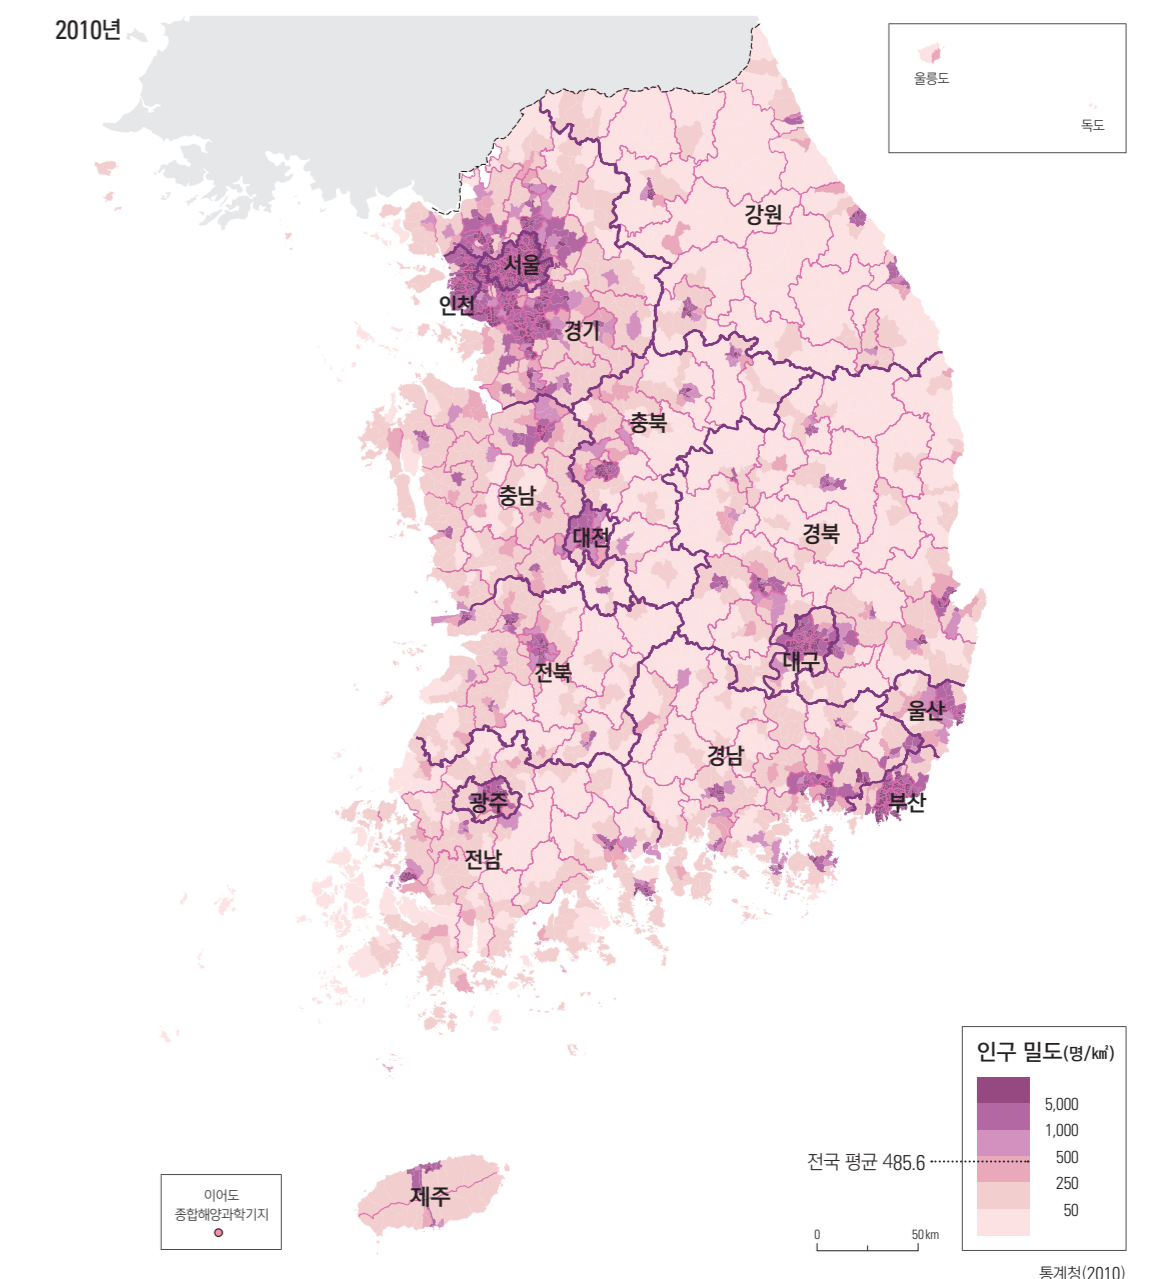 2010년
울릉도
독도
강원
서울
인천
경기
충북
충남
대전
경북
대구
전북
울산
경남
부산
광주
전남
제주
이어도
종합해양과학기지
인구 밀도(명/㎢)
5,000
1,000
500
전국 평균 485.6
250
50
0 50 km
통계청(2010)